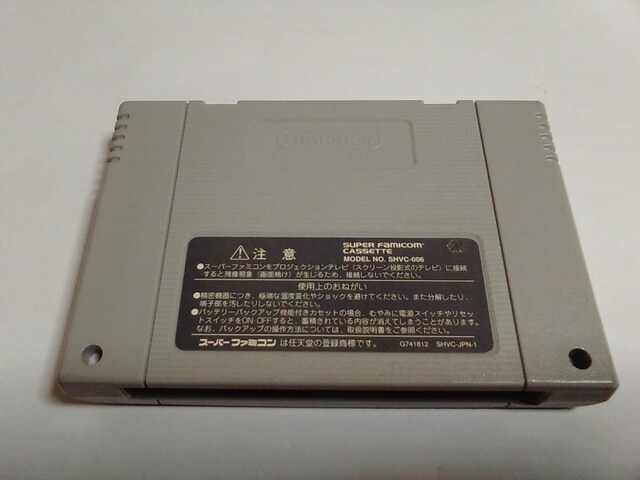 Nintendo
注意
SUPER FAMICOM
CASSETTE
MODEL NO. SHVC-006
●スーパーファミコンをプロジェクションテレビ(スクリーン投影式のテレビ)に接続
すると残像現象(画面焼け)が生じるため、接続しないでください。
使用上のおねがい
●精密機器につき、極端な温度変化やショックを避けてください。また分解したり、
端子部を汚したりしないでください。
●バッテリーバックアップ機能付きカセットの場合、むやみに電源スイッチやリセッ
トスイッチをON・OFFすると、蓄積されている内容が消えてしまうことがあります。
なお、バックアップの操作方法については、取扱説明書をご参照ください。
スーパーファミコンは任天堂の登録商標です。
G741812 SHVC-JPN-1